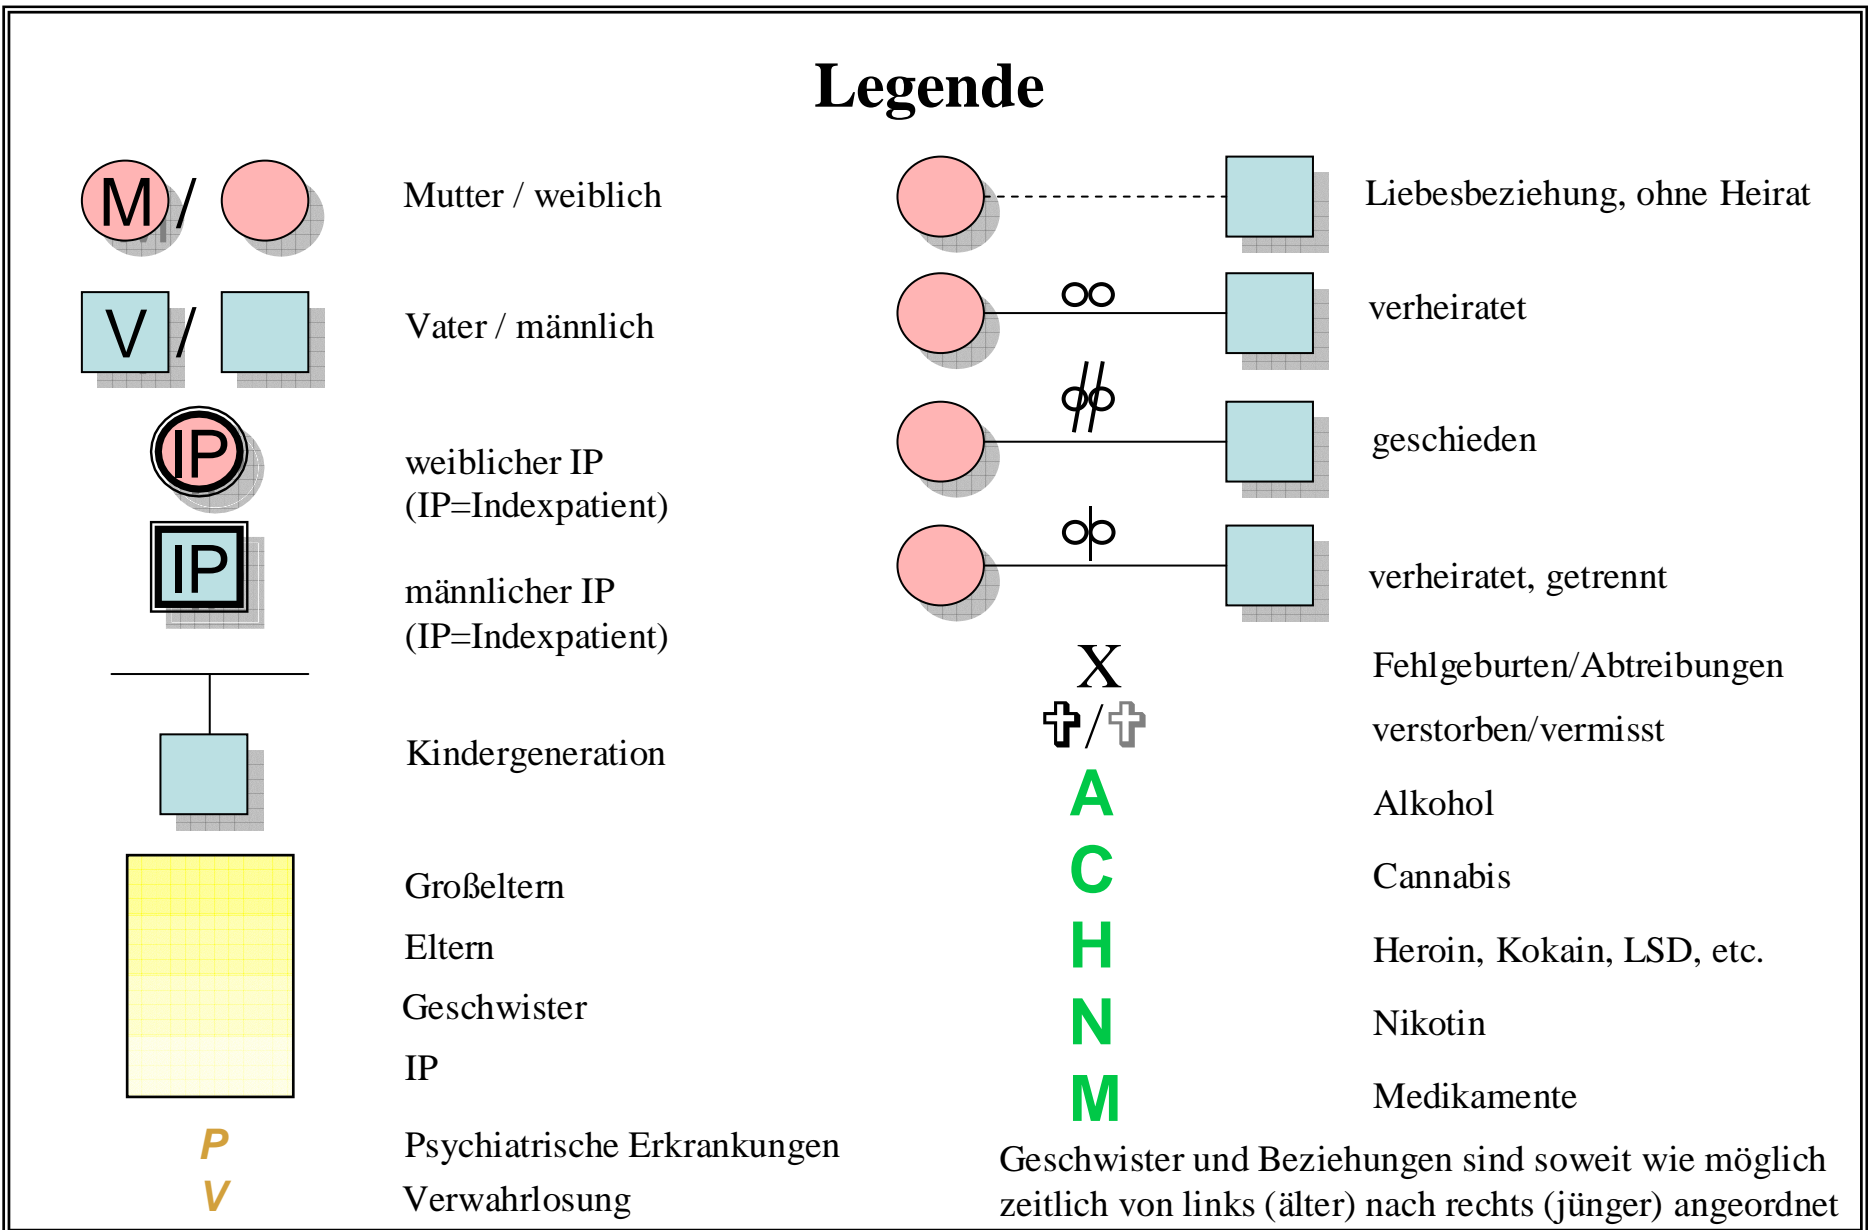 Legende
M / Mutter / weiblich
V / Vater / männlich
IP weiblicher IP
(IP=Indexpatient)
IP männlicher IP
(IP=Indexpatient)
Kindergeneration
Großeltern
Eltern
Geschwister
IP
P Psychiatrische Erkrankungen
V Verwahrlosung
Liebesbeziehung, ohne Heirat
verheiratet
geschieden
verheiratet, getrennt
X Fehlgeburten/Abtreibungen
✞/✞ verstorben/vermisst
A Alkohol
C Cannabis
H Heroin, Kokain, LSD, etc.
N Nikotin
M Medikamente
Geschwister und Beziehungen sind soweit wie möglich
zeitlich von links (älter) nach rechts (jünger) angeordnet